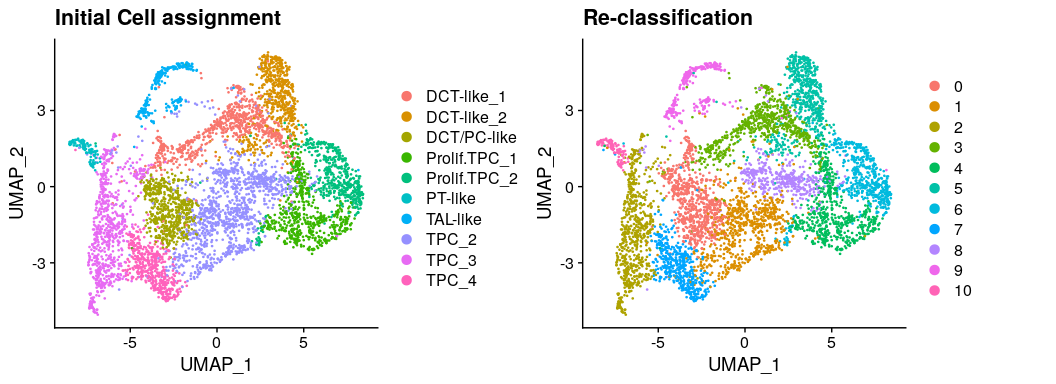 Initial Cell assignment
UMAP_2
3
0
-3
-5
0
5
UMAP_1
DCT-like_1
DCT-like_2
DCT/PC-like
Prolif.TPC_1
Prolif.TPC_2
PT-like
TAL-like
TPC_2
TPC_3
TPC_4
Re-classification
UMAP_2
3
0
-3
-5
0
5
UMAP_1
0
1
2
3
4
5
6
7
8
9
10